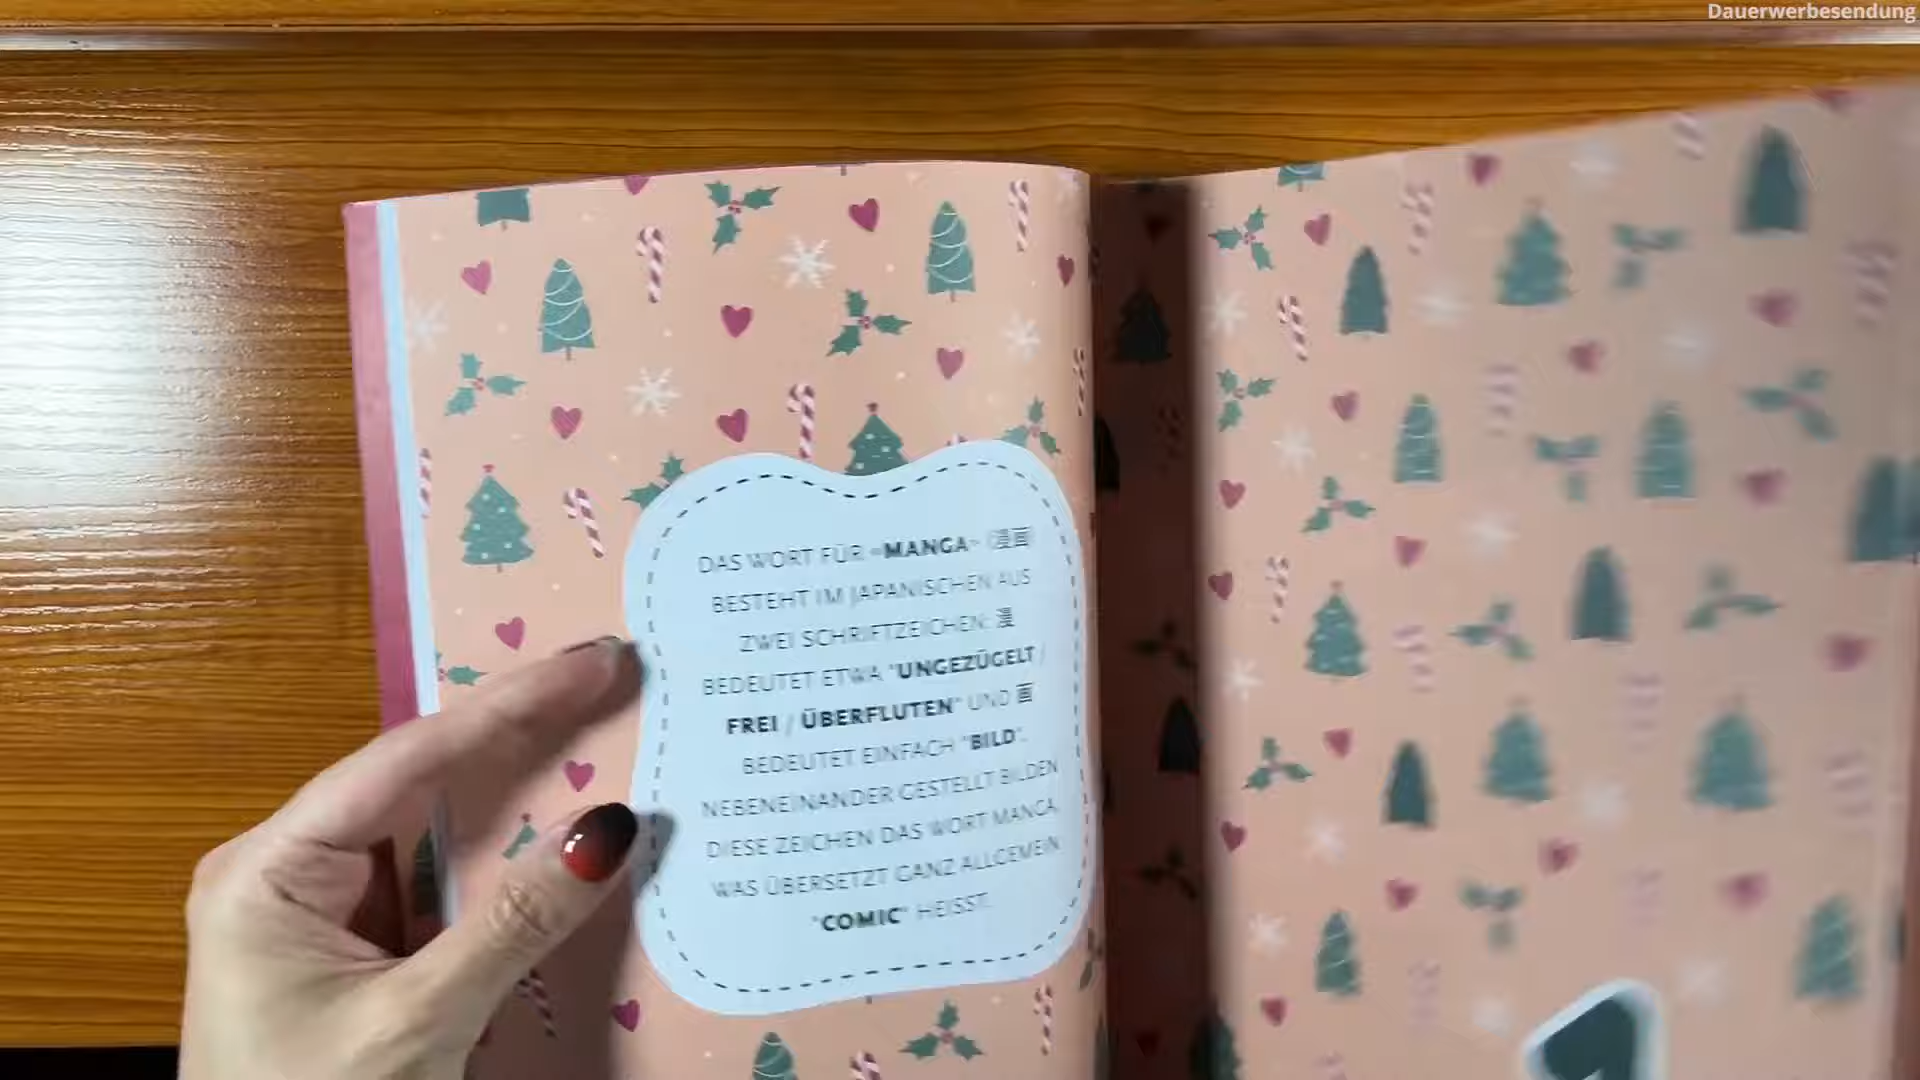 Dauerwerbesendung
DAS WORT FÜR »MANGA« (漫画
BESTEHT IM JAPANISCHEN AUS
ZWEI SCHRIFTZEICHEN: 漫
BEDEUTET ETWA "UNGEZÜGELT /
FREI / ÜBERFLUTEN" UND 画
BEDEUTET EINFACH "BILD".
NEBENEINANDER GESTELLT BILDEN
DIESE ZEICHEN DAS WORT MANGA,
WAS ÜBERSETZT GANZ ALLGEMEIN
"COMIC" HEISST.